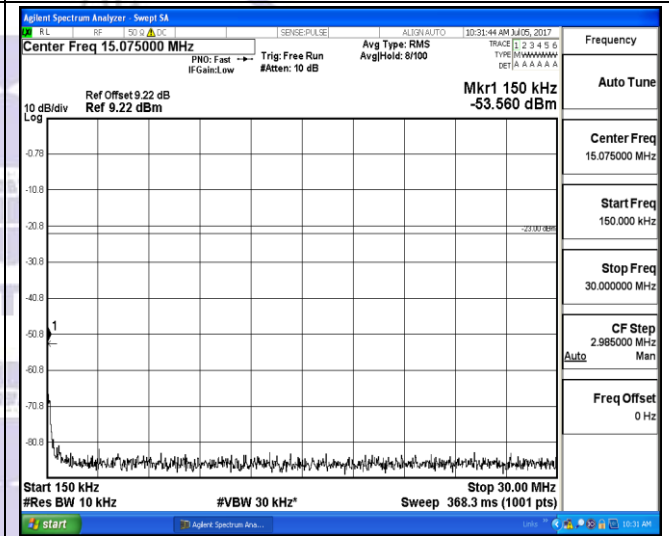 Agilent Spectrum Analyzer - Swept SA
RL RF 50 Ω DC SENSE:PULSE ALIGN AUTO 10:31:44 AM Jul 05, 2017
Center Freq 15.075000 MHz
PNO: Fast
IFGain:Low
Trig: Free Run
#Atten: 10 dB
Avg Type: RMS
Avg|Hold: 8/100
TRACE 1 2 3 4 5 6
TYPE MWWWWW
DET A A A A A A
Ref Offset 9.22 dB
10 dB/div Ref 9.22 dBm
Log
Mkr1 150 kHz
-53.560 dBm
-0.78
-10.8
-20.8
-23.00 dBm
-30.8
-40.8
-50.8
1
-60.8
-70.8
-80.8
Start 150 kHz Stop 30.00 MHz
#Res BW 10 kHz #VBW 30 kHz* Sweep 368.3 ms (1001 pts)
Frequency
Auto Tune
Center Freq
15.075000 MHz
Start Freq
150.000 kHz
Stop Freq
30.000000 MHz
CF Step
2.985000 MHz
Auto Man
Freq Offset
0 Hz
start Agilent Spectrum Ana... Links » 10:31 AM